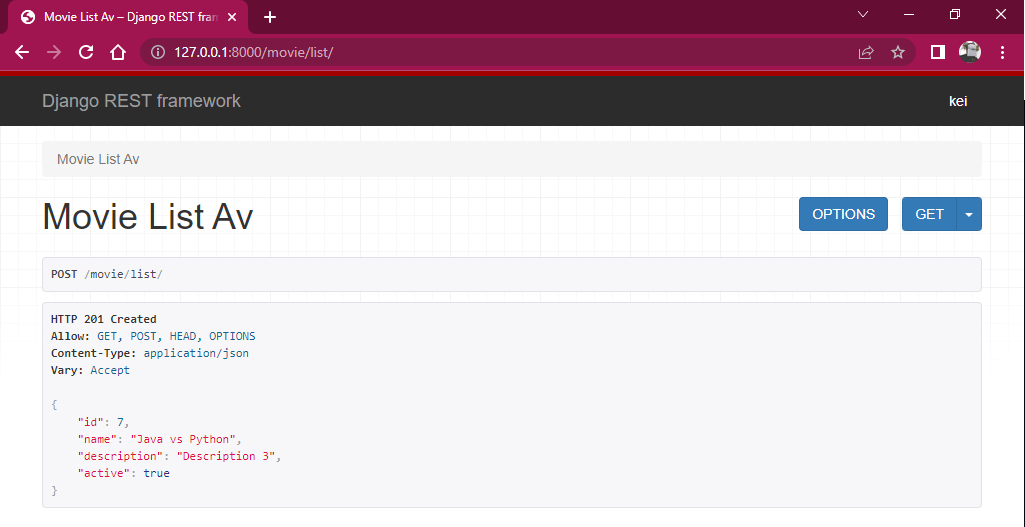 Movie List Av – Django REST fran
127.0.0.1:8000/movie/list/
Django REST framework
kei
Movie List Av
Movie List Av
OPTIONS
GET
POST /movie/list/
HTTP 201 Created
Allow: GET, POST, HEAD, OPTIONS
Content-Type: application/json
Vary: Accept
{
    "id": 7,
    "name": "Java vs Python",
    "description": "Description 3",
    "active": true
}